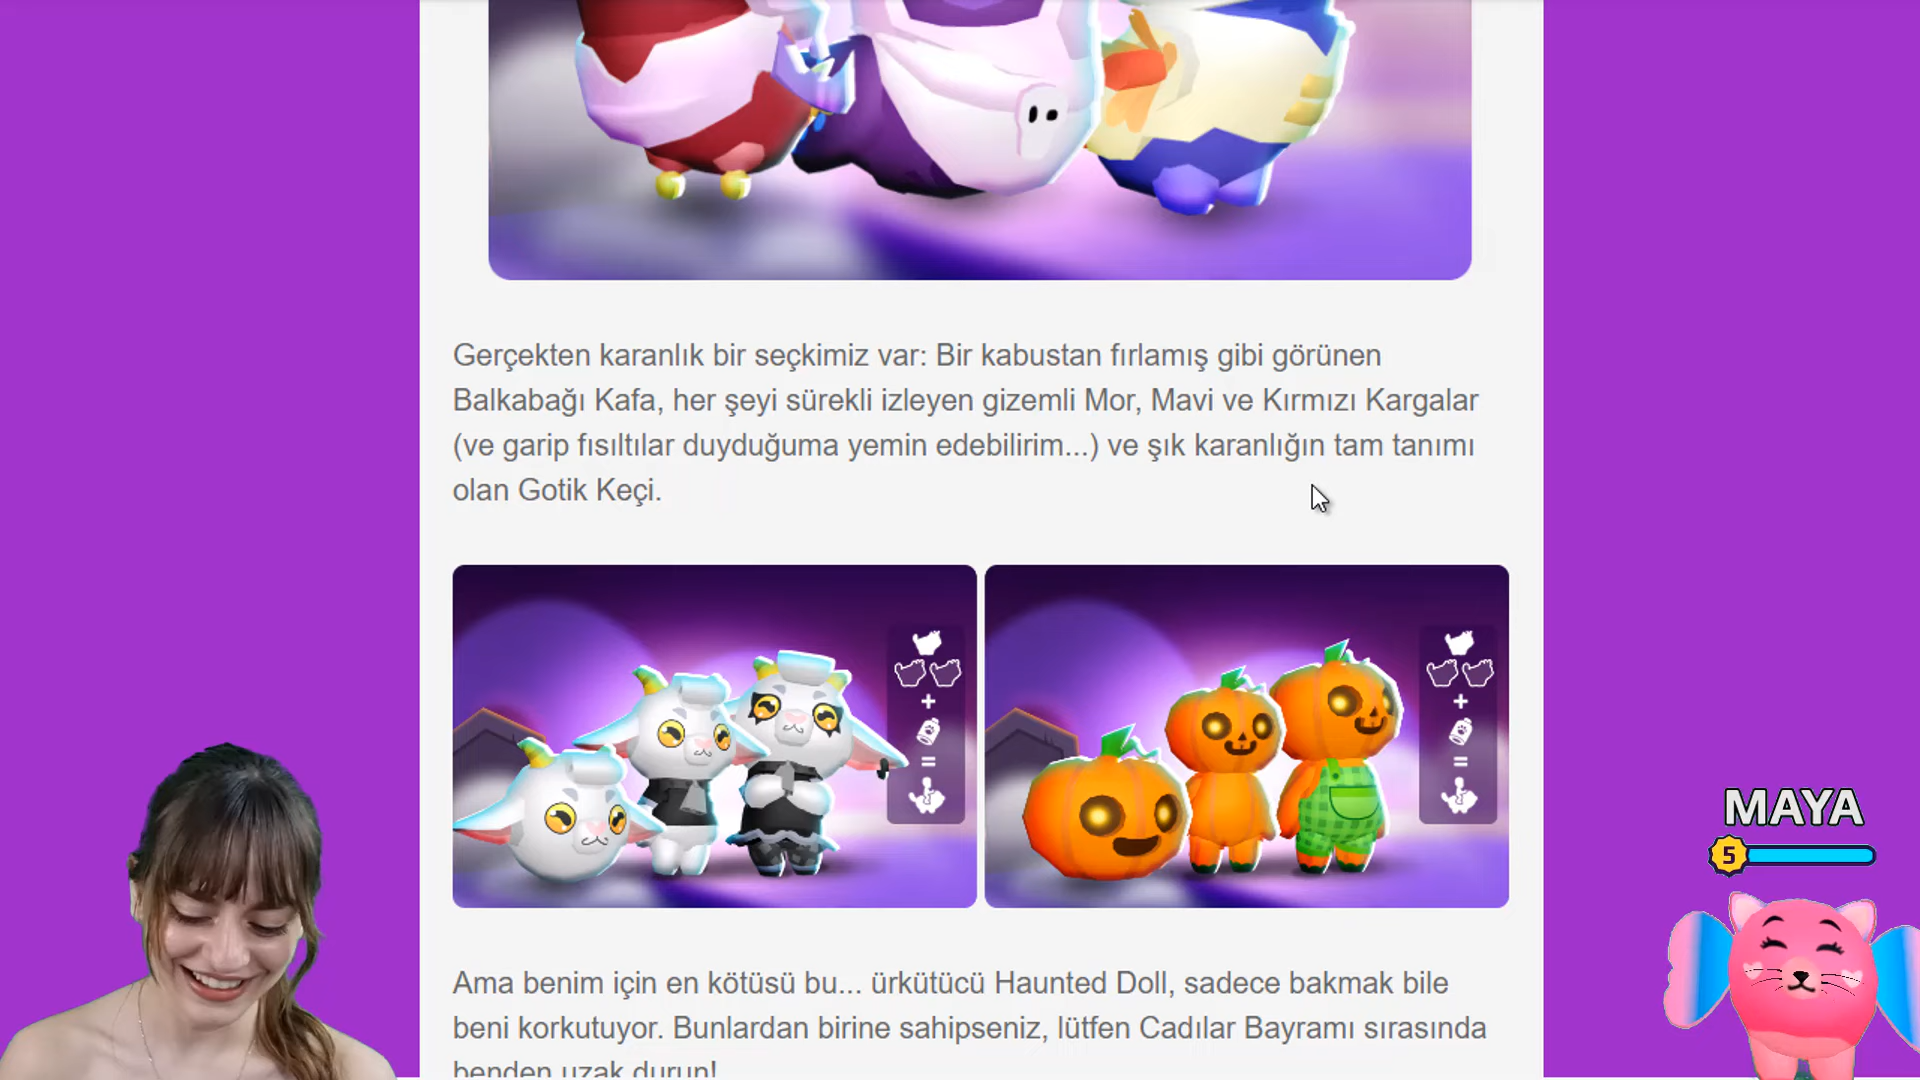 Gerçekten karanlık bir seçkimiz var: Bir kabustan fırlamış gibi görünen
Balkabağı Kafa, her şeyi sürekli izleyen gizemli Mor, Mavi ve Kırmızı Kargalar
(ve garip fısıltılar duyduğuma yemin edebilirim...) ve şık karanlığın tam tanımı
olan Gotik Keçi.
+
=
+
=
MAYA
5
Ama benim için en kötüsü bu... ürkütücü Haunted Doll, sadece bakmak bile
beni korkutuyor. Bunlardan birine sahipseniz, lütfen Cadılar Bayramı sırasında
benden uzak durun!